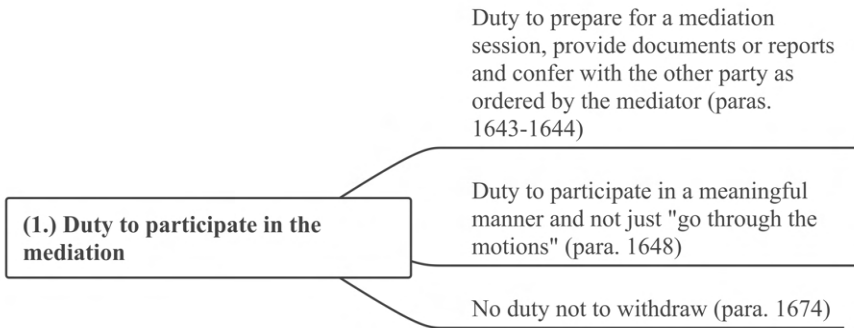 Duty to prepare for a mediation
session, provide documents or reports
and confer with the other party as
ordered by the mediator (paras.
1643-1644)
(1.) Duty to participate in the
mediation
Duty to participate in a meaningful
manner and not just "go through the
motions" (para. 1648)
No duty not to withdraw (para. 1674)